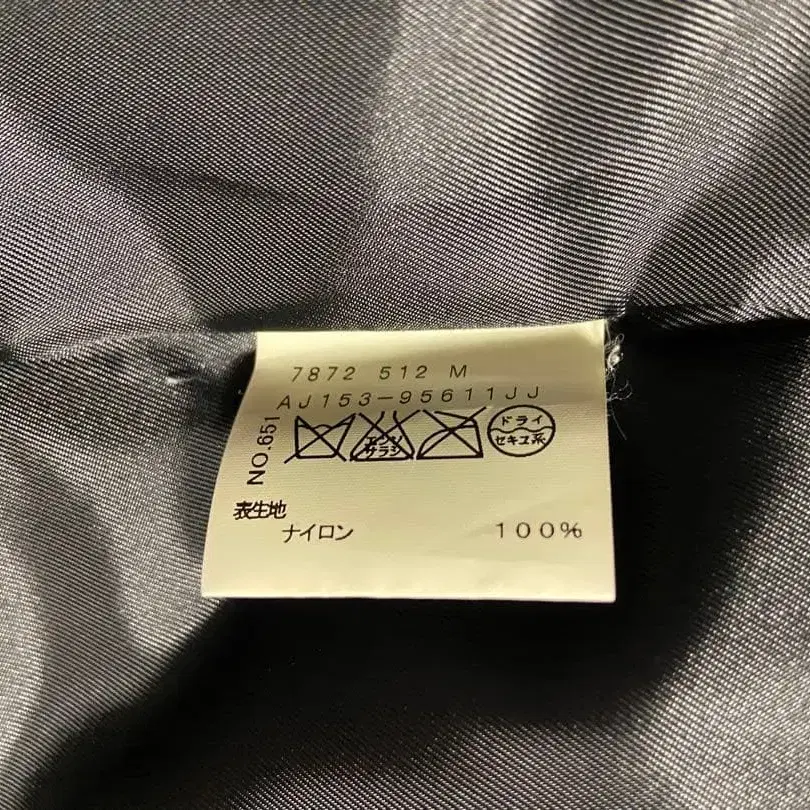 7872 512 M
AJ153-95611JJ
NO.651
エンソ
サラシ
ドライ
セキユ系
表生地
ナイロン 100%